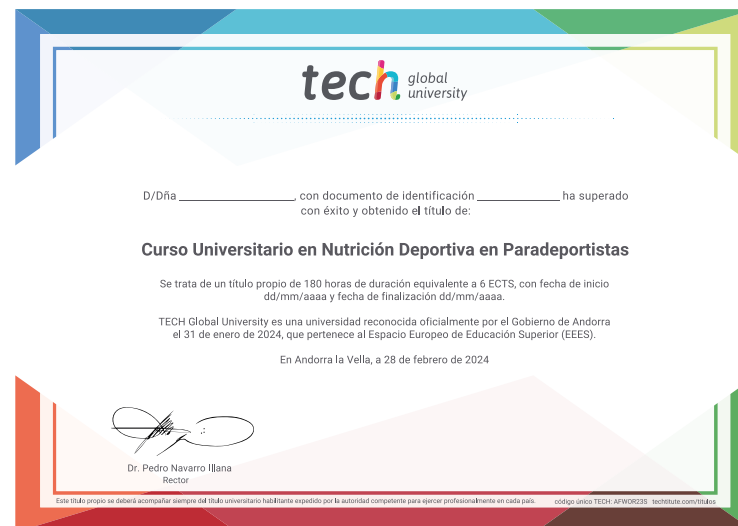 tech global university
D/Dña ____________________, con documento de identificación ______________ ha superado
con éxito y obtenido el título de:
Curso Universitario en Nutrición Deportiva en Paradeportistas
Se trata de un título propio de 180 horas de duración equivalente a 6 ECTS, con fecha de inicio
dd/mm/aaaa y fecha de finalización dd/mm/aaaa.
TECH Global University es una universidad reconocida oficialmente por el Gobierno de Andorra
el 31 de enero de 2024, que pertenece al Espacio Europeo de Educación Superior (EEES).
En Andorra la Vella, a 28 de febrero de 2024
Dr. Pedro Navarro Illana
Rector
Este título propio se deberá acompañar siempre del título universitario habilitante expedido por la autoridad competente para ejercer profesionalmente en cada país. código único TECH: AFWOR23S techtitute.com/titulos